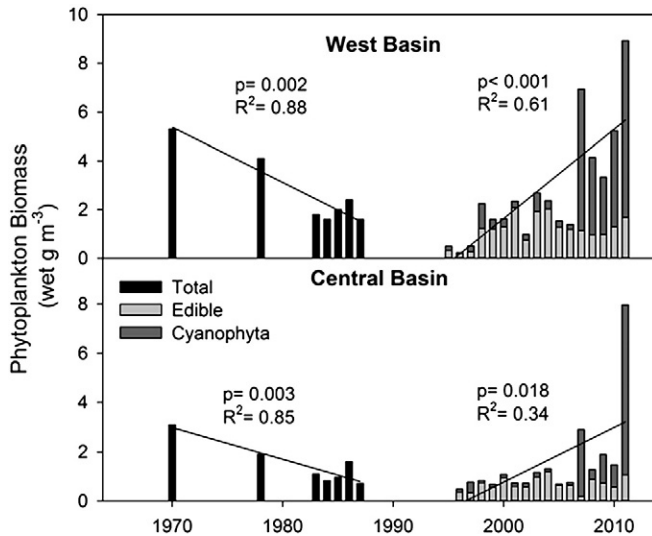 Phytoplankton Biomass
(wet g m⁻³)
10
8
6
4
2
0
West Basin
p= 0.002
R²= 0.88
p< 0.001
R²= 0.61
8
6
4
2
0
Central Basin
Total
Edible
Cyanophyta
p= 0.003
R²= 0.85
p= 0.018
R²= 0.34
1970 1980 1990 2000 2010